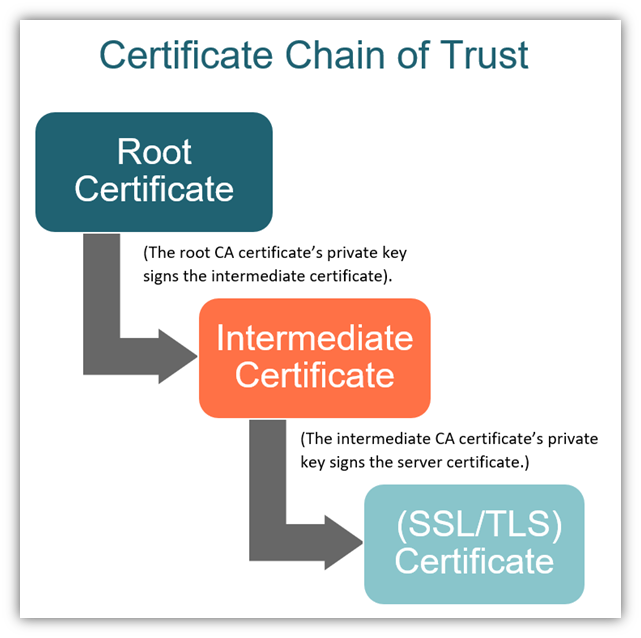 Certificate Chain of Trust
Root
Certificate
(The root CA certificate’s private key
signs the intermediate certificate).
Intermediate
Certificate
(The intermediate CA certificate’s private
key signs the server certificate.)
(SSL/TLS)
Certificate